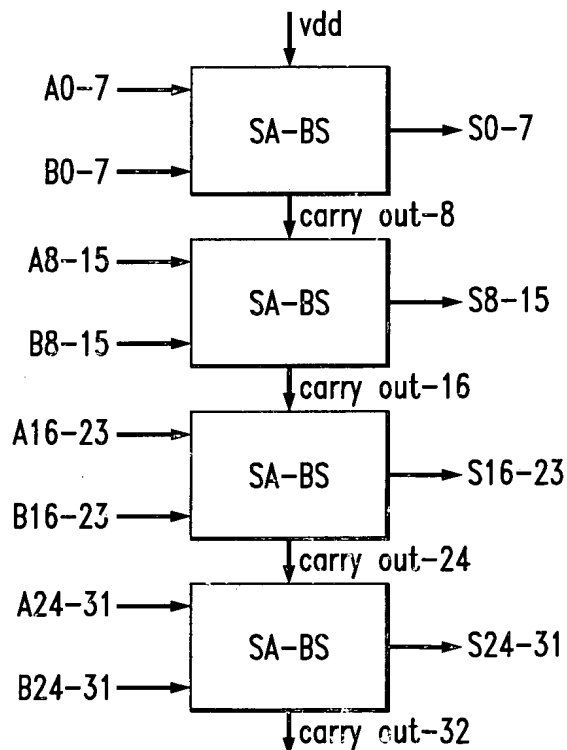 vdd
A0-7
SA-BS
S0-7
B0-7
carry out-8
A8-15
SA-BS
S8-15
B8-15
carry out-16
A16-23
SA-BS
S16-23
B16-23
carry out-24
A24-31
SA-BS
S24-31
B24-31
carry out-32